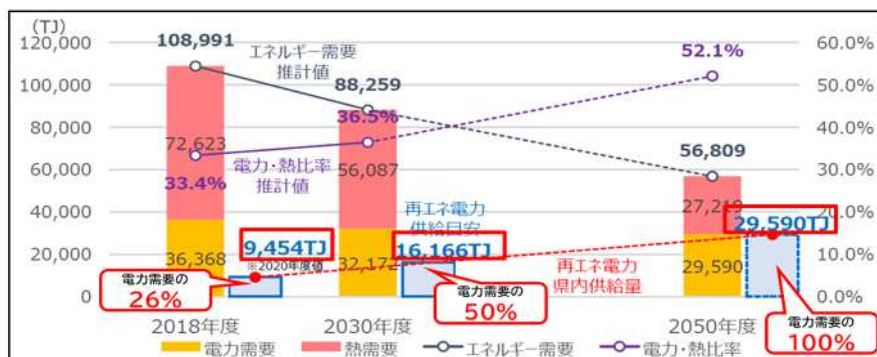 (TJ)
120,000
100,000
80,000
60,000
40,000
20,000
0
60.0%
50.0%
40.0%
30.0%
20.0%
10.0%
0.0%
108,991
エネルギー需要
推計値
88,259
52.1%
36.5%
72,623
電力・熱比率
推計値
33.4%
56,087
56,809
再エネ電力
供給目安
27,219
29,590TJ
9,454TJ
※2020年度値
16,166TJ
36,368
32,172
再エネ電力
県内供給量
29,590
電力需要の
26%
電力需要の
50%
電力需要の
100%
2018年度
2030年度
2050年度
電力需要
熱需要
エネルギー需要
電力・熱比率